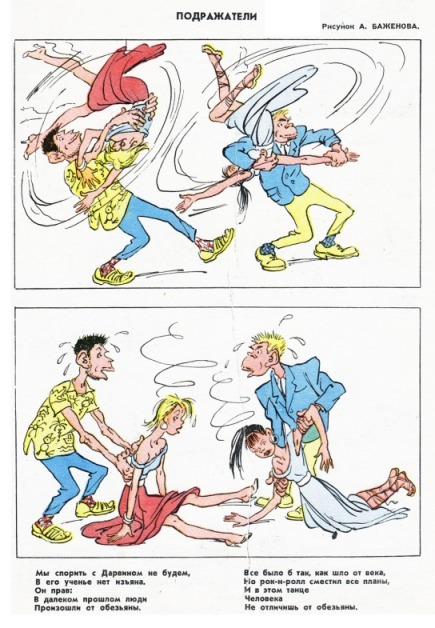 ПОДРАЖАТЕЛИ
Рисунок А. БАЖЕНОВА.
Мы спорить с Дарвином не будем,
В его ученье нет изъяна.
Он прав:
В далеком прошлом люди
Произошли от обезьяны.
Все было б так, как шло от века,
Но рок-н-ролл сместил все планы,
И в этом танце
Человека
Не отличишь от обезьяны.